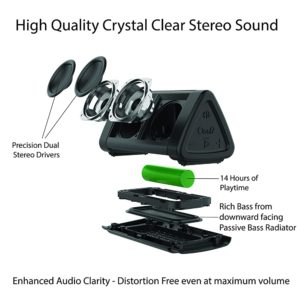 High Quality Crystal Clear Stereo Sound
Precision Dual
Stereo Drivers
14 Hours of
Playtime
Rich Bass from
downward facing
Passive Bass Radiator
Enhanced Audio Clarity - Distortion Free even at maximum volume